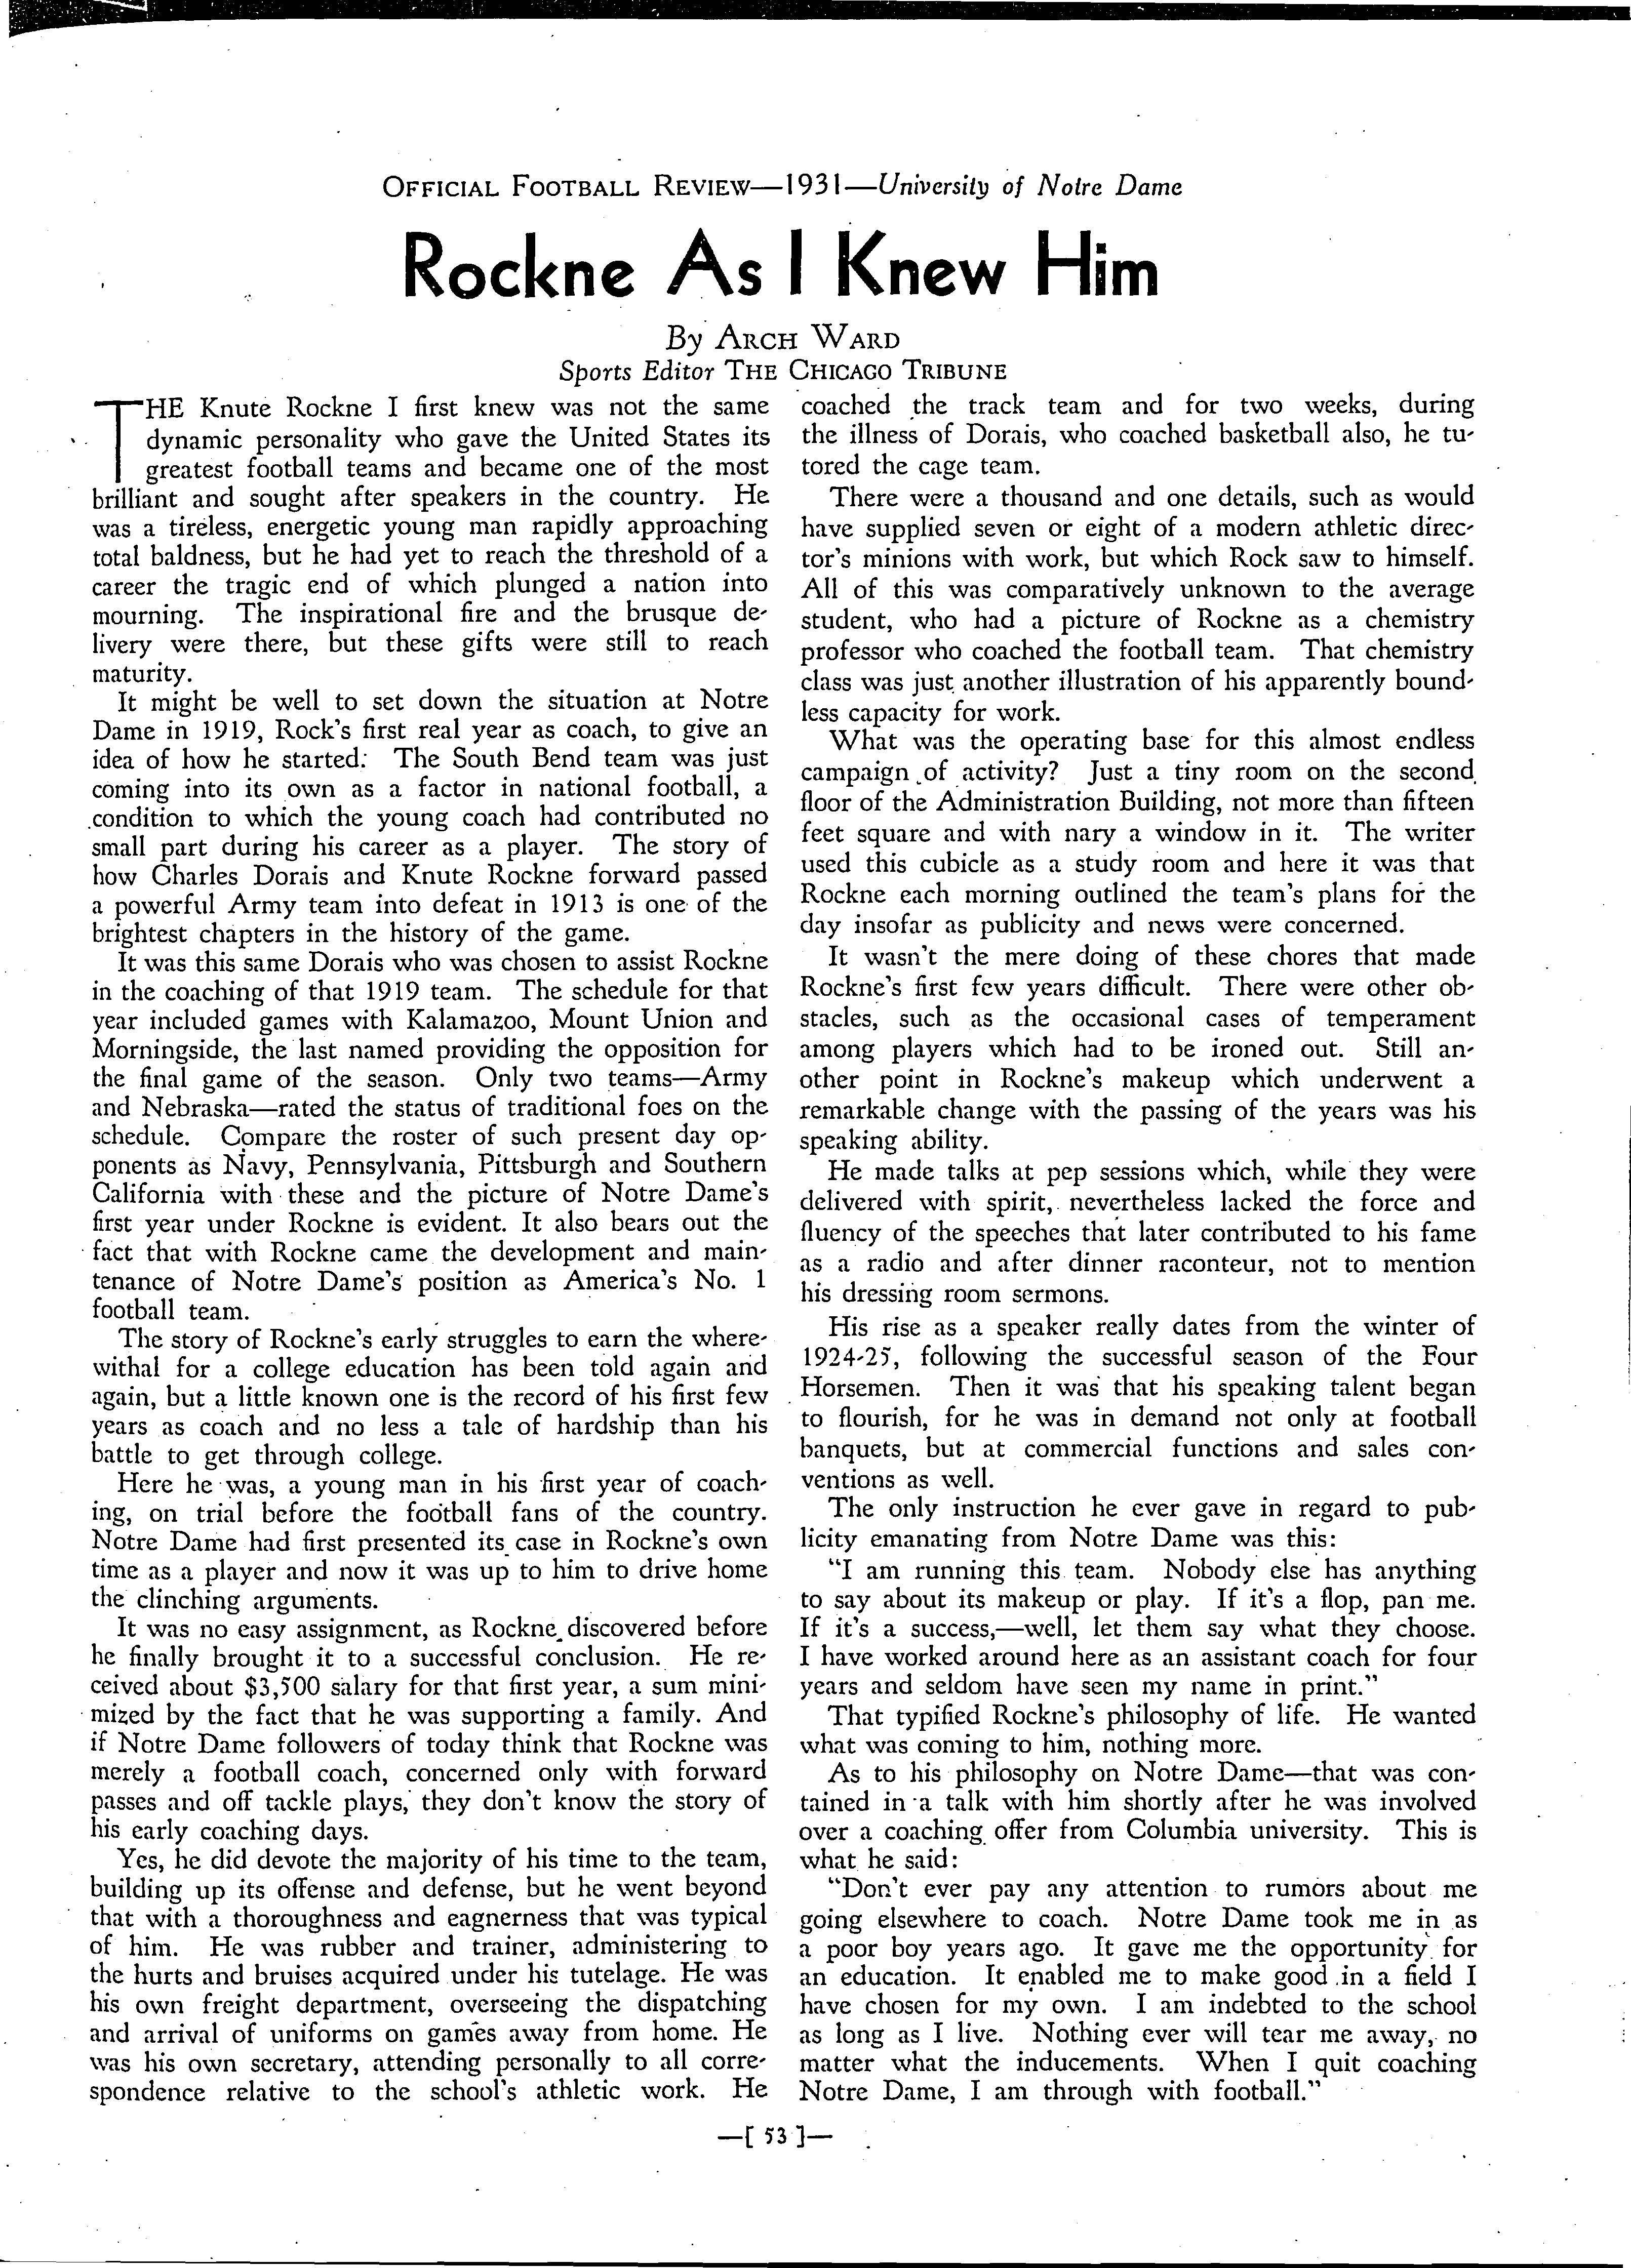 OFFICIAL FOOTBALL REVIEW—1931—University of Notre Dame
Rockne As I Knew Him
By ARCH WARD
Sports Editor THE CHICAGO TRIBUNE
THE Knute Rockne I first knew was not the same
dynamic personality who gave the United States its
greatest football teams and became one of the most
brilliant and sought after speakers in the country. He
was a tireless, energetic young man rapidly approaching
total baldness, but he had yet to reach the threshold of a
career the tragic end of which plunged a nation into
mourning. The inspirational fire and the brusque de-
livery were there, but these gifts were still to reach
maturity.
It might be well to set down the situation at Notre
Dame in 1919, Rock's first real year as coach, to give an
idea of how he started: The South Bend team was just
coming into its own as a factor in national football, a
condition to which the young coach had contributed no
small part during his career as a player. The story of
how Charles Dorais and Knute Rockne forward passed
a powerful Army team into defeat in 1913 is one of the
brightest chapters in the history of the game.
It was this same Dorais who was chosen to assist Rockne
in the coaching of that 1919 team. The schedule for that
year included games with Kalamazoo, Mount Union and
Morningside, the last named providing the opposition for
the final game of the season. Only two teams—Army
and Nebraska—rated the status of traditional foes on the
schedule. Compare the roster of such present day op-
ponents as Navy, Pennsylvania, Pittsburgh and Southern
California with these and the picture of Notre Dame's
first year under Rockne is evident. It also bears out the
fact that with Rockne came the development and main-
tenance of Notre Dame's position as America's No. 1
football team.
The story of Rockne's early struggles to earn the where-
withal for a college education has been told again and
again, but a little known one is the record of his first few
years as coach and no less a tale of hardship than his
battle to get through college.
Here he was, a young man in his first year of coach-
ing, on trial before the football fans of the country.
Notre Dame had first presented its case in Rockne's own
time as a player and now it was up to him to drive home
the clinching arguments.
It was no easy assignment, as Rockne discovered before
he finally brought it to a successful conclusion. He re-
ceived about $3,500 salary for that first year, a sum mini-
mized by the fact that he was supporting a family. And
if Notre Dame followers of today think that Rockne was
merely a football coach, concerned only with forward
passes and off tackle plays, they don't know the story of
his early coaching days.
Yes, he did devote the majority of his time to the team,
building up its offense and defense, but he went beyond
that with a thoroughness and eagnerness that was typical
of him. He was rubber and trainer, administering to
the hurts and bruises acquired under his tutelage. He was
his own freight department, overseeing the dispatching
and arrival of uniforms on games away from home. He
was his own secretary, attending personally to all corre-
spondence relative to the school's athletic work. He
coached the track team and for two weeks, during
the illness of Dorais, who coached basketball also, he tu-
tored the cage team.
There were a thousand and one details, such as would
have supplied seven or eight of a modern athletic direc-
tor's minions with work, but which Rock saw to himself.
All of this was comparatively unknown to the average
student, who had a picture of Rockne as a chemistry
professor who coached the football team. That chemistry
class was just another illustration of his apparently bound-
less capacity for work.
What was the operating base for this almost endless
campaign of activity? Just a tiny room on the second
floor of the Administration Building, not more than fifteen
feet square and with nary a window in it. The writer
used this cubicle as a study room and here it was that
Rockne each morning outlined the team's plans for the
day insofar as publicity and news were concerned.
It wasn't the mere doing of these chores that made
Rockne's first few years difficult. There were other ob-
stacles, such as the occasional cases of temperament
among players which had to be ironed out. Still an-
other point in Rockne's makeup which underwent a
remarkable change with the passing of the years was his
speaking ability.
He made talks at pep sessions which, while they were
delivered with spirit, nevertheless lacked the force and
fluency of the speeches that later contributed to his fame
as a radio and after dinner raconteur, not to mention
his dressing room sermons.
His rise as a speaker really dates from the winter of
1924-25, following the successful season of the Four
Horsemen. Then it was that his speaking talent began
to flourish, for he was in demand not only at football
banquets, but at commercial functions and sales con-
ventions as well.
The only instruction he ever gave in regard to pub-
licity emanating from Notre Dame was this:
"I am running this team. Nobody else has anything
to say about its makeup or play. If it's a flop, pan me.
If it's a success,—well, let them say what they choose.
I have worked around here as an assistant coach for four
years and seldom have seen my name in print."
That typified Rockne's philosophy of life. He wanted
what was coming to him, nothing more.
As to his philosophy on Notre Dame—that was con-
tained in a talk with him shortly after he was involved
over a coaching offer from Columbia university. This is
what he said:
"Don't ever pay any attention to rumors about me
going elsewhere to coach. Notre Dame took me in as
a poor boy years ago. It gave me the opportunity for
an education. It enabled me to make good in a field I
have chosen for my own. I am indebted to the school
as long as I live. Nothing ever will tear me away, no
matter what the inducements. When I quit coaching
Notre Dame, I am through with football."
—[ 53 ]—